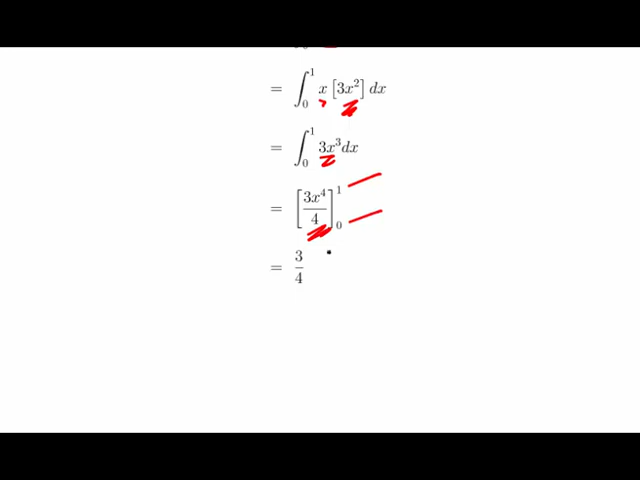 = ∫₀¹ x [3x²] dx
= ∫₀¹ 3x³dx
= [3x⁴/4]₀¹
= 3/4